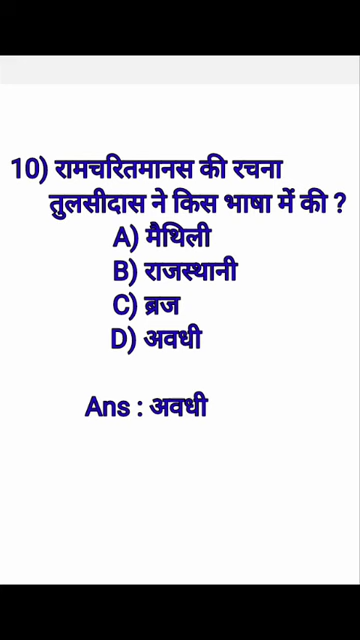 10) रामचरितमानस की रचना
तुलसीदास ने किस भाषा में की ?
A) मैथिली
B) राजस्थानी
C) ब्रज
D) अवधी
Ans : अवधी